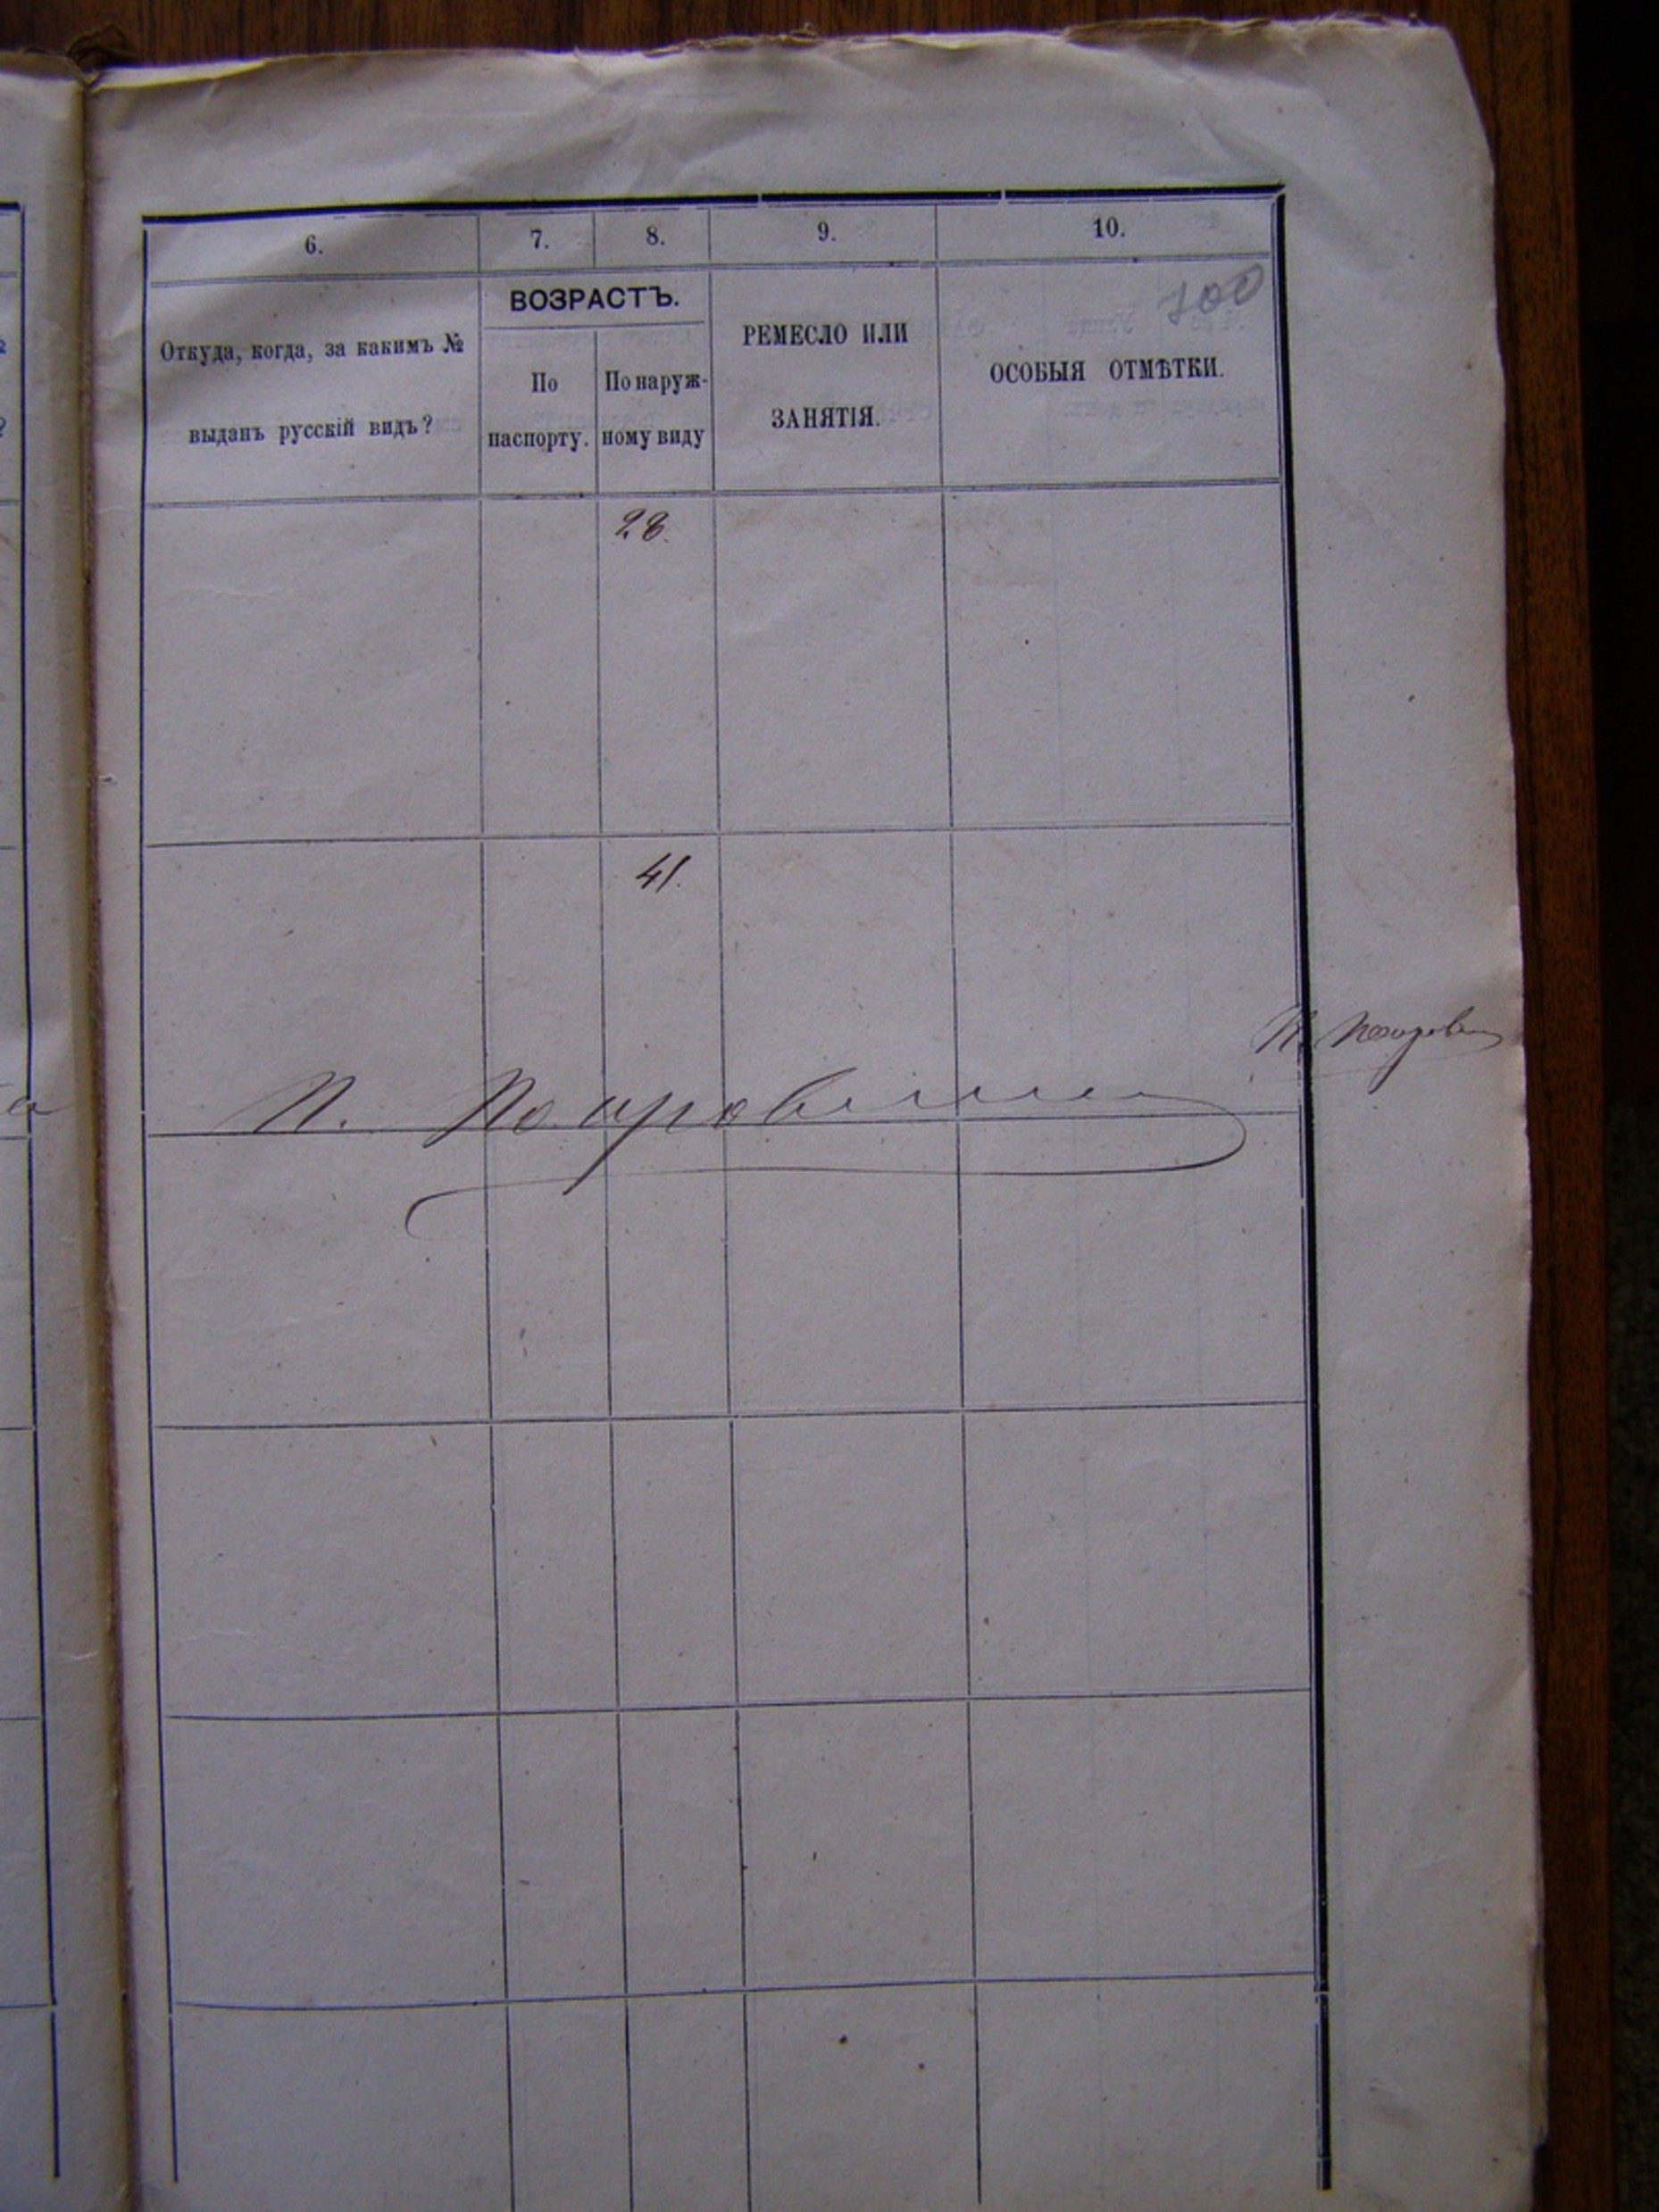 6. 7. 8. 9. 10.
100
ВОЗРАСТЪ.
Откуда, когда, за какимъ №
выданъ русскій видъ?
По
паспорту.
По наруж-
ному виду
РЕМЕСЛО ИЛИ
ЗАНЯТІЯ.
ОСОБЫЯ ОТМѢТКИ.
28.
41.
П.
П.